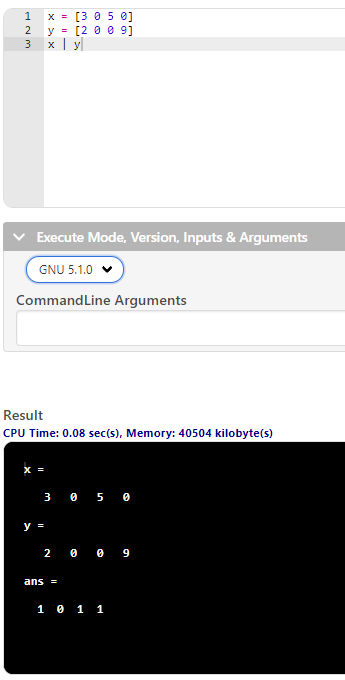 1 x = [3 0 5 0]
2 y = [2 0 0 9]
3 x | y
Execute Mode, Version, Inputs & Arguments
GNU 5.1.0
CommandLine Arguments
Result
CPU Time: 0.08 sec(s), Memory: 40504 kilobyte(s)
x =
3 0 5 0
y =
2 0 0 9
ans =
1 0 1 1